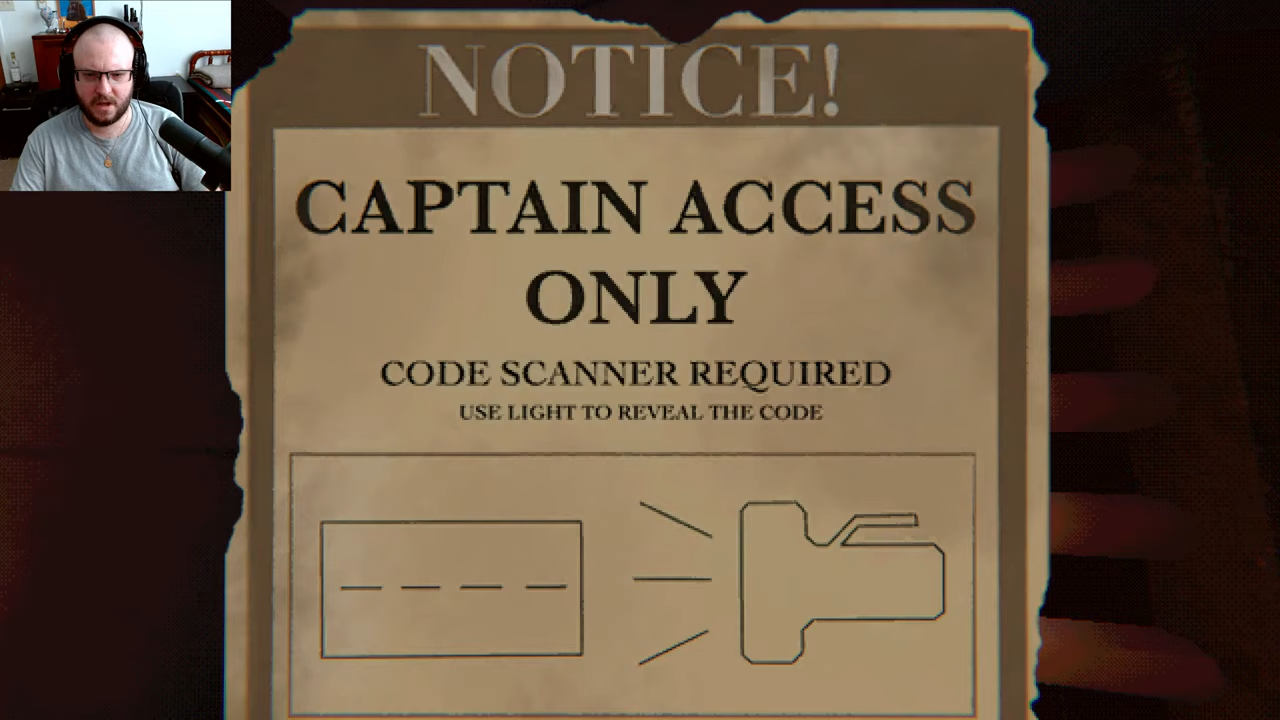 NOTICE!
CAPTAIN ACCESS
ONLY
CODE SCANNER REQUIRED
USE LIGHT TO REVEAL THE CODE